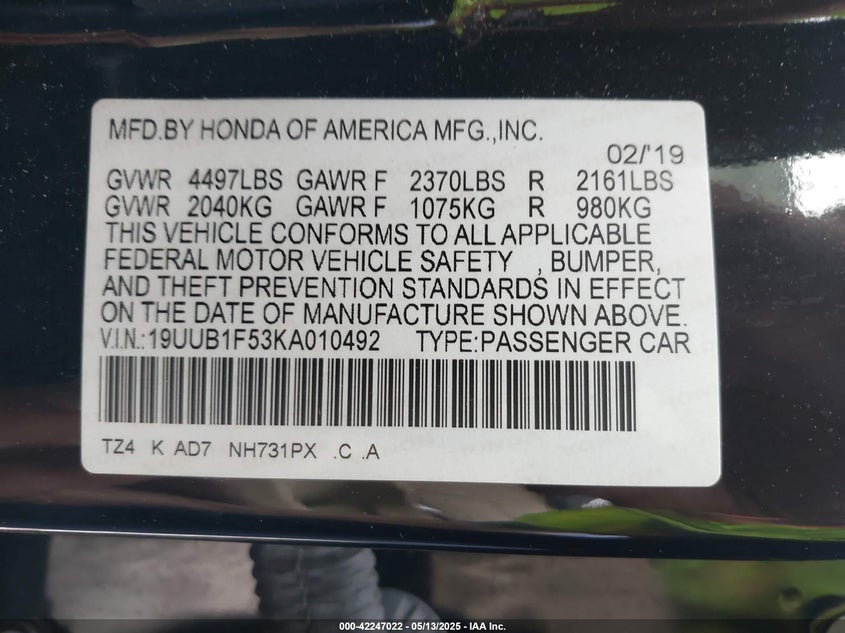 MFD.BY HONDA OF AMERICA MFG.,INC.
02/'19
GVWR 4497LBS GAWR F 2370LBS R 2161LBS
GVWR 2040KG GAWR F 1075KG R 980KG
THIS VEHICLE CONFORMS TO ALL APPLICABLE
FEDERAL MOTOR VEHICLE SAFETY , BUMPER,
AND THEFT PREVENTION STANDARDS IN EFFECT
ON THE DATE OF MANUFACTURE SHOWN ABOVE.
V.I.N.:19UUB1F53KA010492 TYPE:PASSENGER CAR
TZ4 K AD7 NH731PX .C .A
000-42247022 — 05/13/2025 — IAA Inc.